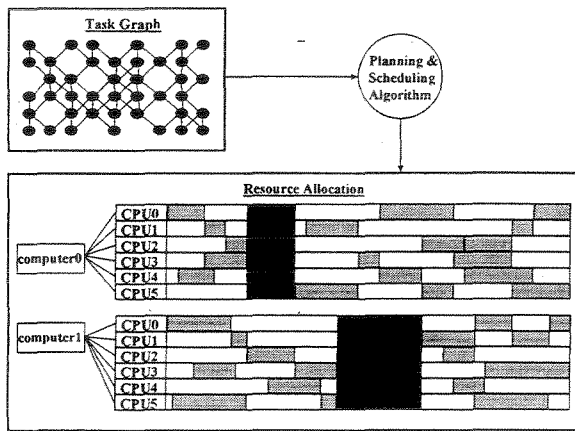 Task Graph
Planning &
Scheduling
Algorithm
Resource Allocation
computer0
CPU0
CPU1
CPU2
CPU3
CPU4
CPU5
computer1
CPU0
CPU1
CPU2
CPU3
CPU4
CPU5